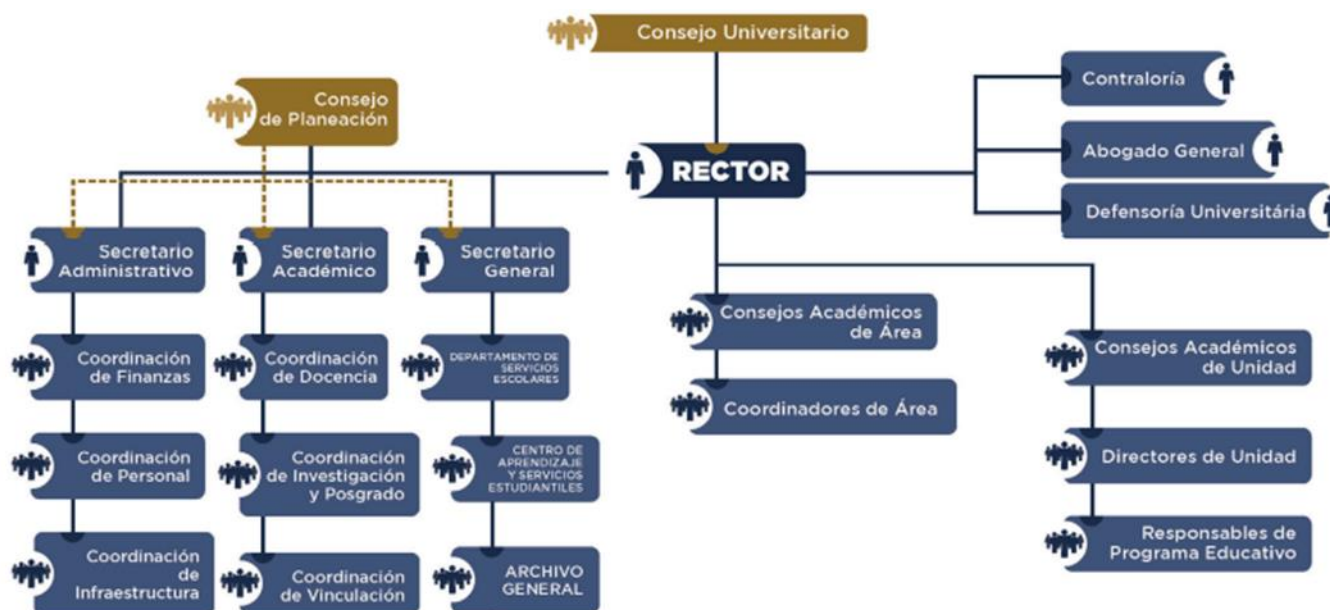 Consejo Universitario
Consejo
de Planeación
RECTOR
Contraloría
Abogado General
Defensoría Universitária
Secretario
Administrativo
Coordinación
de Finanzas
Coordinación
de Personal
Coordinación
de
Infraestructura
Secretario
Académico
Coordinación
de Docencia
Coordinación
de Investigación
y Posgrado
Coordinación
de Vinculación
Secretario
General
DEPARTAMENTO DE
SERVICIOS
ESCOLARES
CENTRO DE
APRENDIZAJE
Y SERVICIOS
ESTUDIANTILES
ARCHIVO
GENERAL
Consejos Académicos
de Área
Coordinadores de Área
Consejos Académicos
de Unidad
Directores de Unidad
Responsables de
Programa Educativo